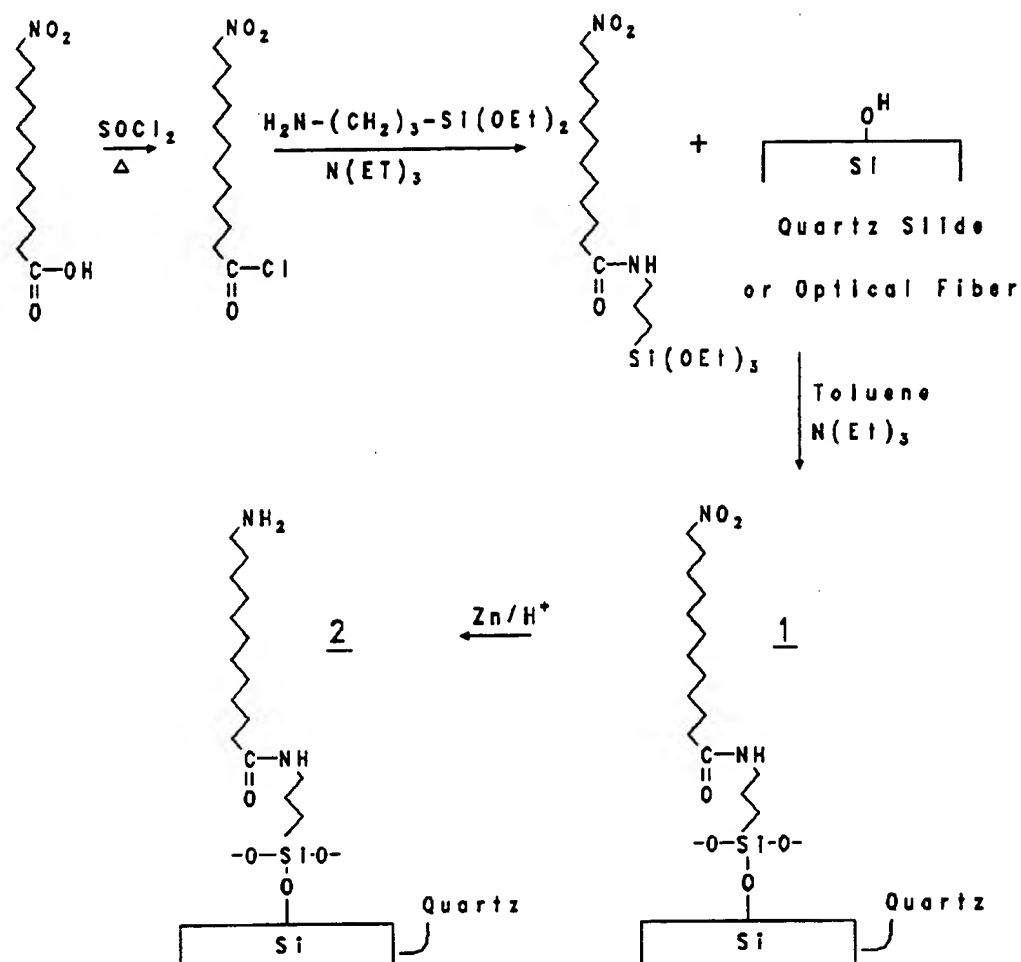 NO₂
NO₂
NO₂
SOCl₂
Δ
H₂N-(CH₂)₃-Si(OEt)₂
N(ET)₃
+
OH
Si
Quartz Slide
or Optical Fiber
C-OH
O
C-Cl
O
C-NH
O
Si(OEt)₃
Toluene
N(Et)₃
NH₂
NO₂
Zn/H⁺
2
1
C-NH
O
C-NH
O
-O-Si-O-
O
Quartz
Si
-O-Si-O-
O
Quartz
Si